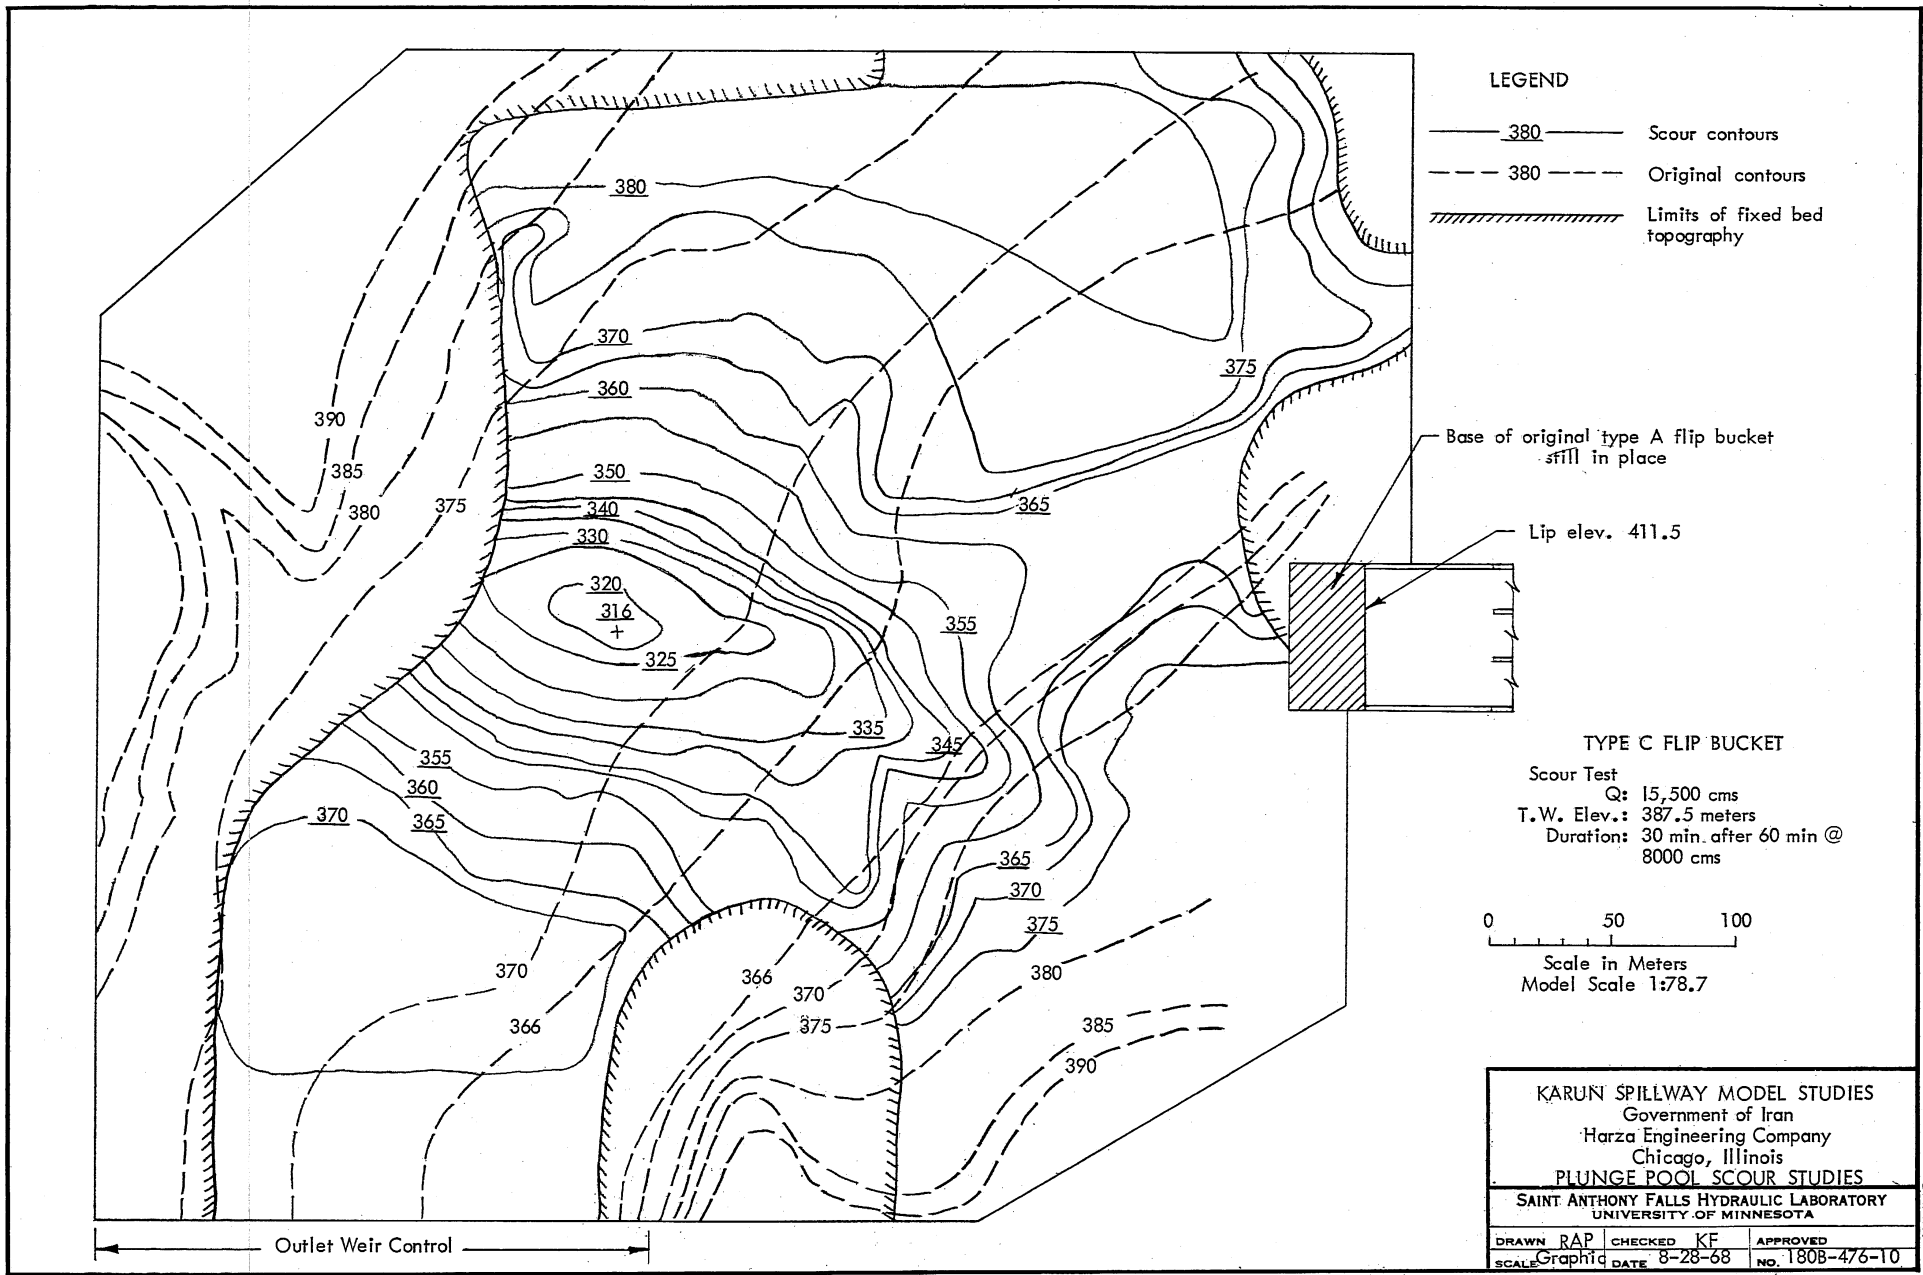 LEGEND
380
Scour contours
380
Original contours
Limits of fixed bed
topography
380
370
375
360
390
Base of original type A flip bucket
still in place
385
350
375
365
340
380
Lip elev. 411.5
330
320
316
355
325
335
345
TYPE C FLIP BUCKET
355
Scour Test
360
Q: 15,500 cms
370
365
T.W. Elev.: 387.5 meters
Duration: 30 min. after 60 min @
8000 cms
365
370
375
0 50 100
Scale in Meters
Model Scale 1:78.7
370
366
380
370
366
375
385
390
KARUN SPILLWAY MODEL STUDIES
Government of Iran
Harza Engineering Company
Chicago, Illinois
PLUNGE POOL SCOUR STUDIES
SAINT ANTHONY FALLS HYDRAULIC LABORATORY
UNIVERSITY OF MINNESOTA
DRAWN RAP CHECKED KF APPROVED
SCALE Graphic DATE 8-28-68 NO. 180B-476-10
Outlet Weir Control